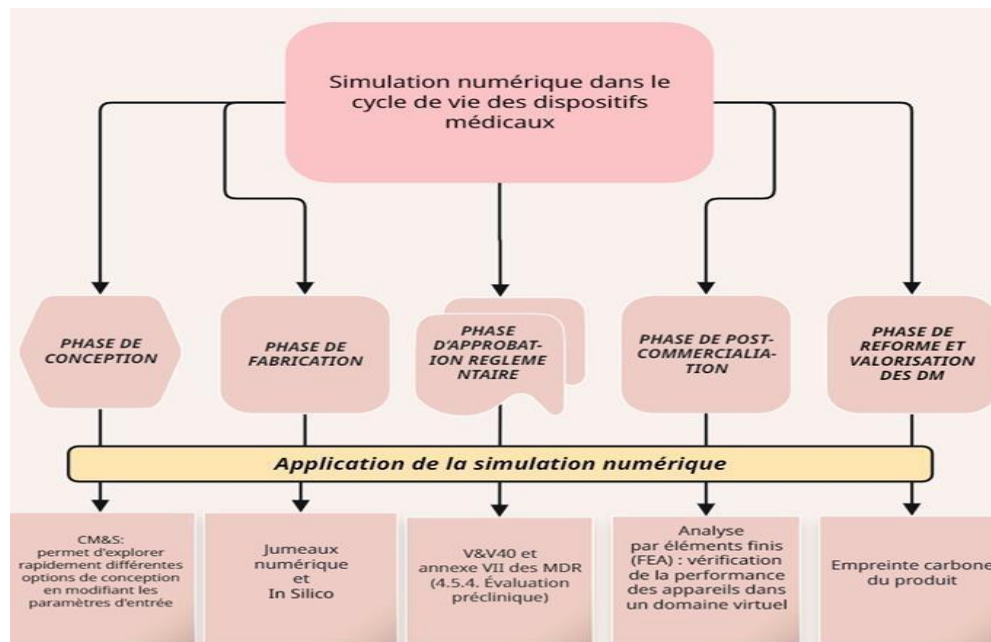 Simulation numérique dans le
cycle de vie des dispositifs
médicaux
PHASE DE
CONCEPTION
PHASE DE
FABRICATION
PHASE
D'APPROBAT-
ION REGLEME
NTAIRE
PHASE DE POST-
COMMERCIALIA-
TION
PHASE DE
REFORME ET
VALORISATION
DES DM
Application de la simulation numérique
CM&S:
permet d'explorer
rapidement différentes
options de conception
en modifiant les
paramètres d'entrée
Jumeaux
numérique
et
In Silico
V&V40 et
annexe VII des MDR
(4.5.4. Évaluation
préclinique)
Analyse
par éléments finis
(FEA) : vérification
de la performance
des appareils dans
un domaine virtuel
Empreinte carbone
du produit